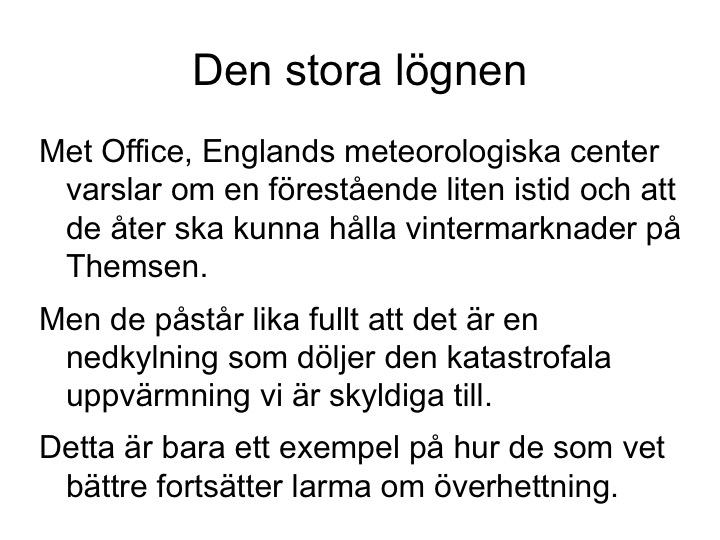 Den stora lögnen
Met Office, Englands meteorologiska center
varslar om en förestående liten istid och att
de åter ska kunna hålla vintermarknader på
Themsen.
Men de påstår lika fullt att det är en
nedkylning som döljer den katastrofala
uppvärmning vi är skyldiga till.
Detta är bara ett exempel på hur de som vet
bättre fortsätter larma om överhettning.